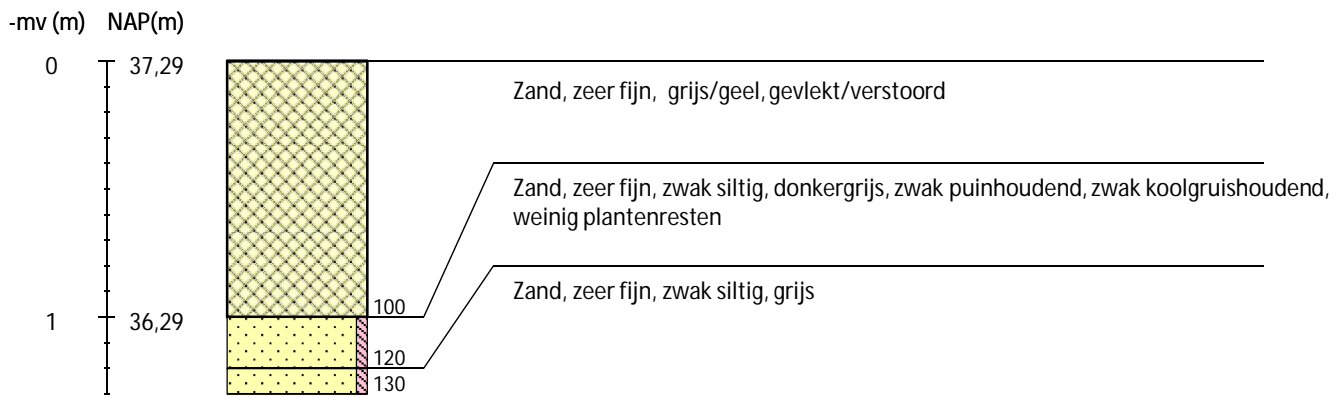 -mv (m) NAP(m)
0 37,29
Zand, zeer fijn, grijs/geel, gevlekt/verstoord
Zand, zeer fijn, zwak siltig, donkergrijs, zwak puinhoudend, zwak koolgruishoudend,
weinig plantenresten
Zand, zeer fijn, zwak siltig, grijs
100
1 36,29
120
130